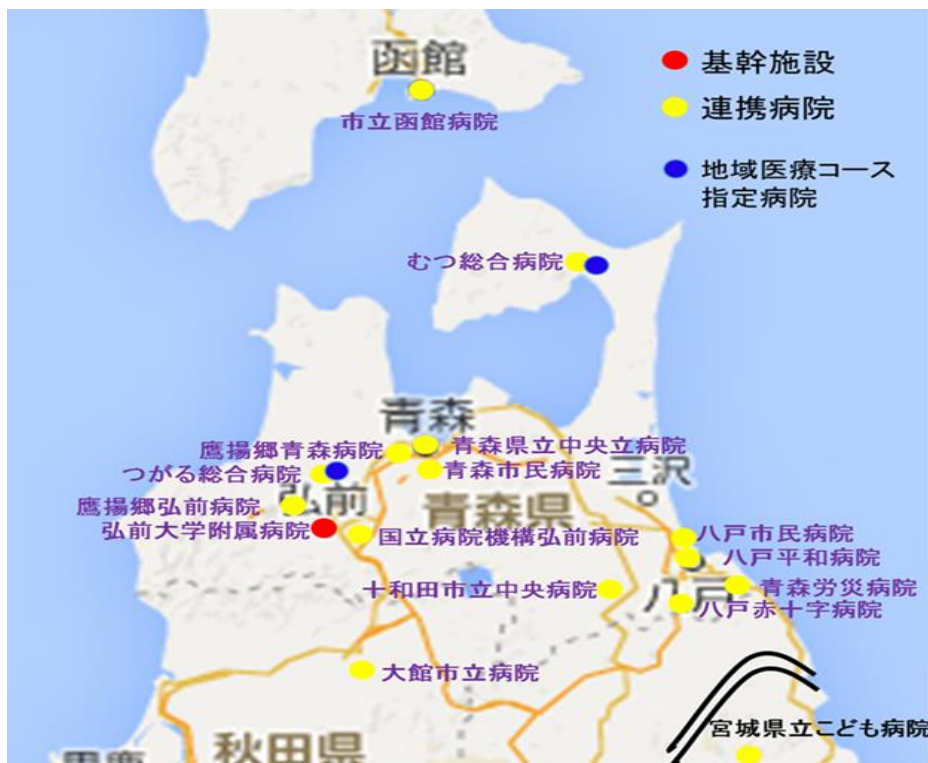 函館
市立函館病院
基幹施設
連携病院
地域医療コース
指定病院
むつ総合病院
青森
鷹揚郷青森病院
青森県立中央立病院
つがる総合病院
青森市民病院
三沢
弘前
鷹揚郷弘前病院
青森県
弘前大学附属病院
国立病院機構弘前病院
八戸市民病院
八戸平和病院
十和田市立中央病院
青森労災病院
八戸
八戸赤十字病院
大館市立病院
宮城県立こども病院
秋田県